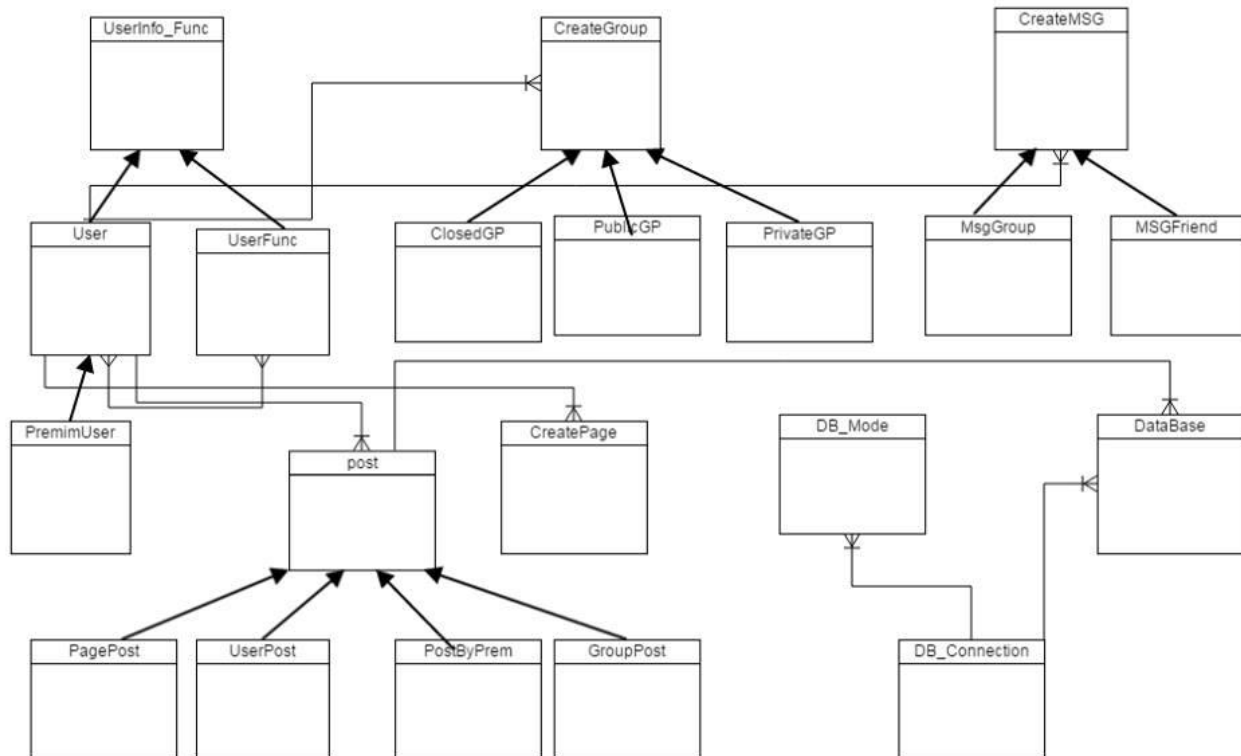 UserInfo_Func
CreateGroup
CreateMSG
User
UserFunc
ClosedGP
PublicGP
PrivateGP
MsgGroup
MSGFriend
PremimUser
post
CreatePage
DB_Mode
DataBase
PagePost
UserPost
PostByPrem
GroupPost
DB_Connection